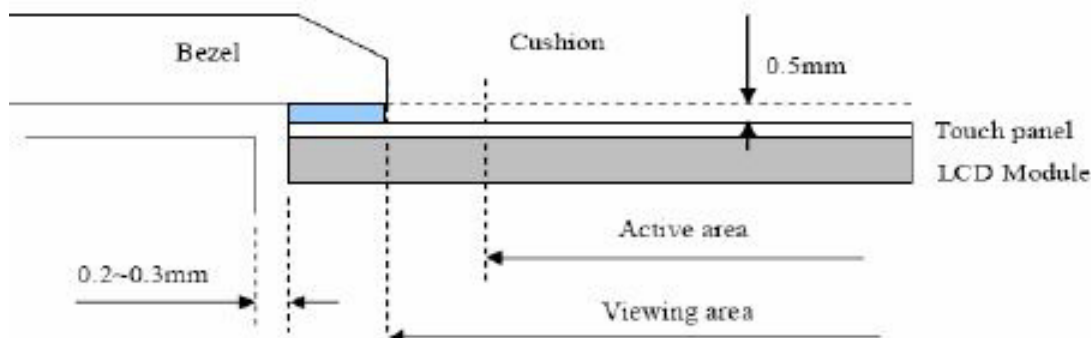 Bezel
Cushion
0.5mm
Touch panel
LCD Module
Active area
0.2~0.3mm
Viewing area